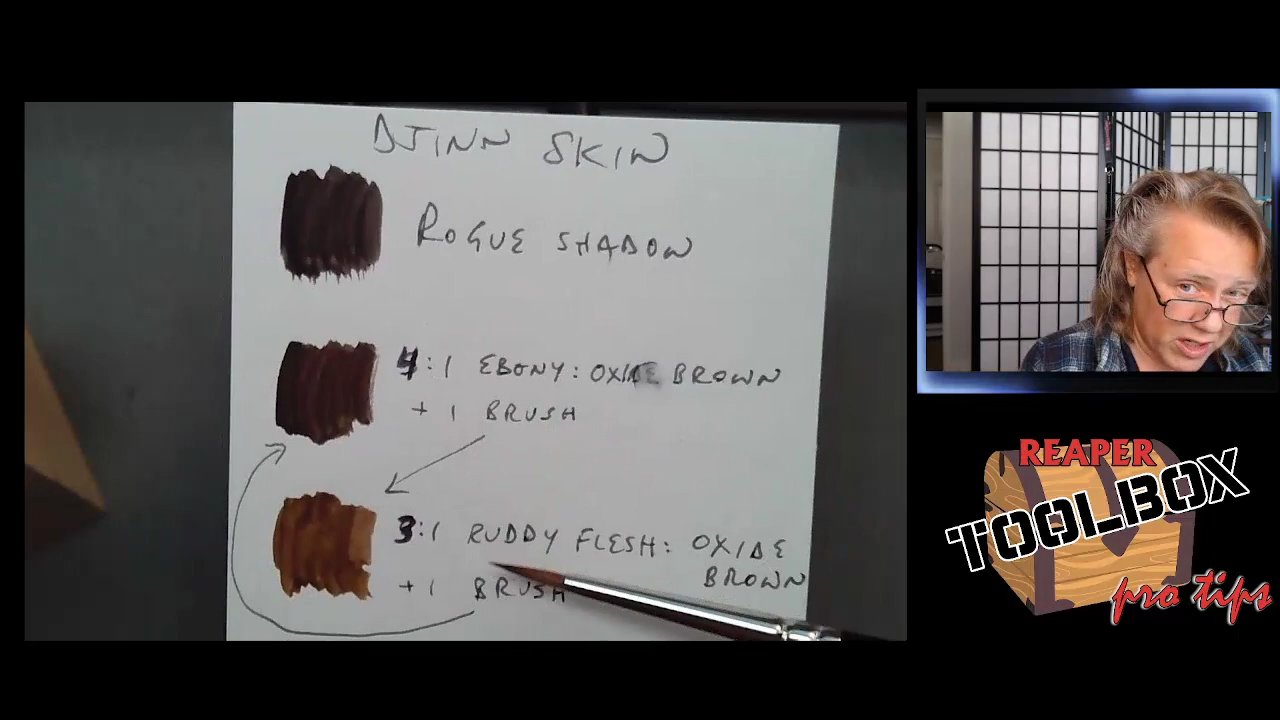 DJINN SKIN
ROGUE SHADOW
4:1 EBONY: OXIDE BROWN
+ 1 BRUSH
3:1 RUDDY FLESH: OXIDE
BROWN
+ 1 BRUSH
REAPER
TOOLBOX
pro tips